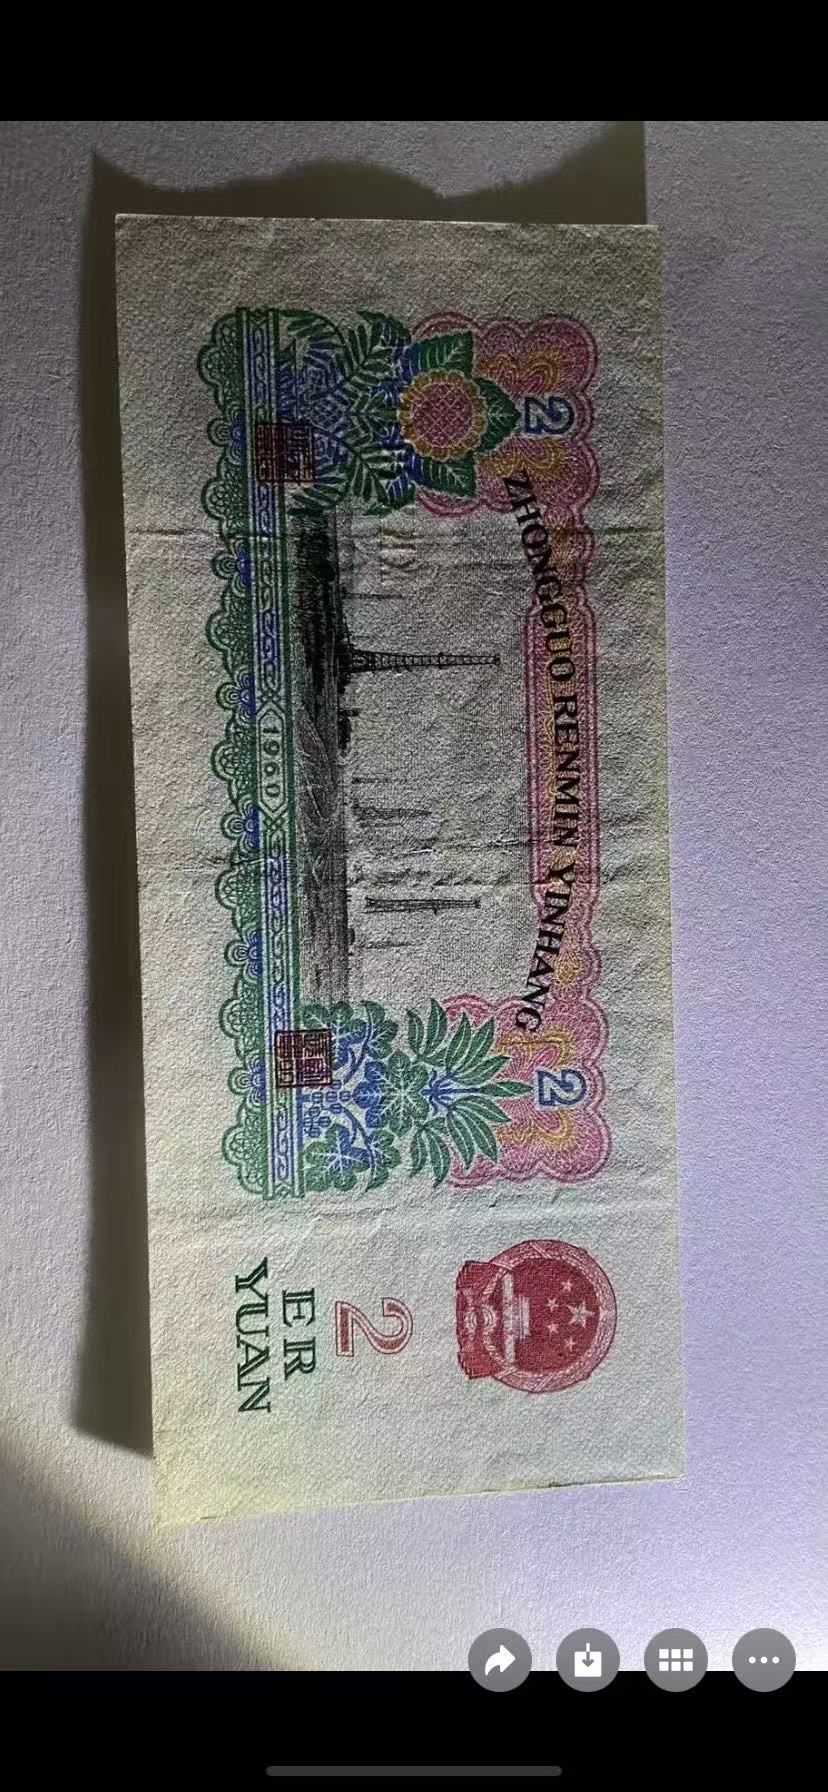 ZHONGGUO RENMIN YINHANG
2
2
1960
2
ER
YUAN